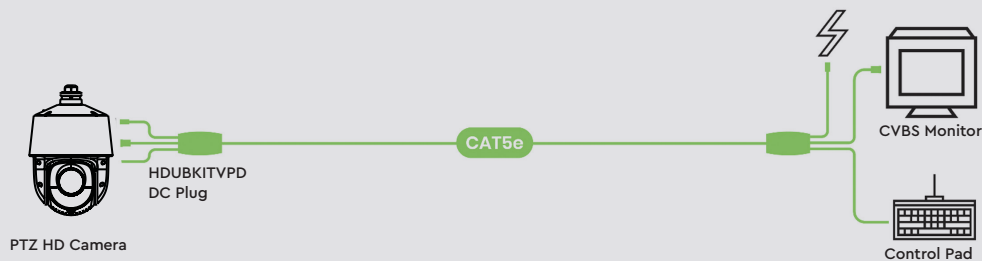 CAT5e
CVBS Monitor
HDUBKITVPD
DC Plug
PTZ HD Camera
Control Pad